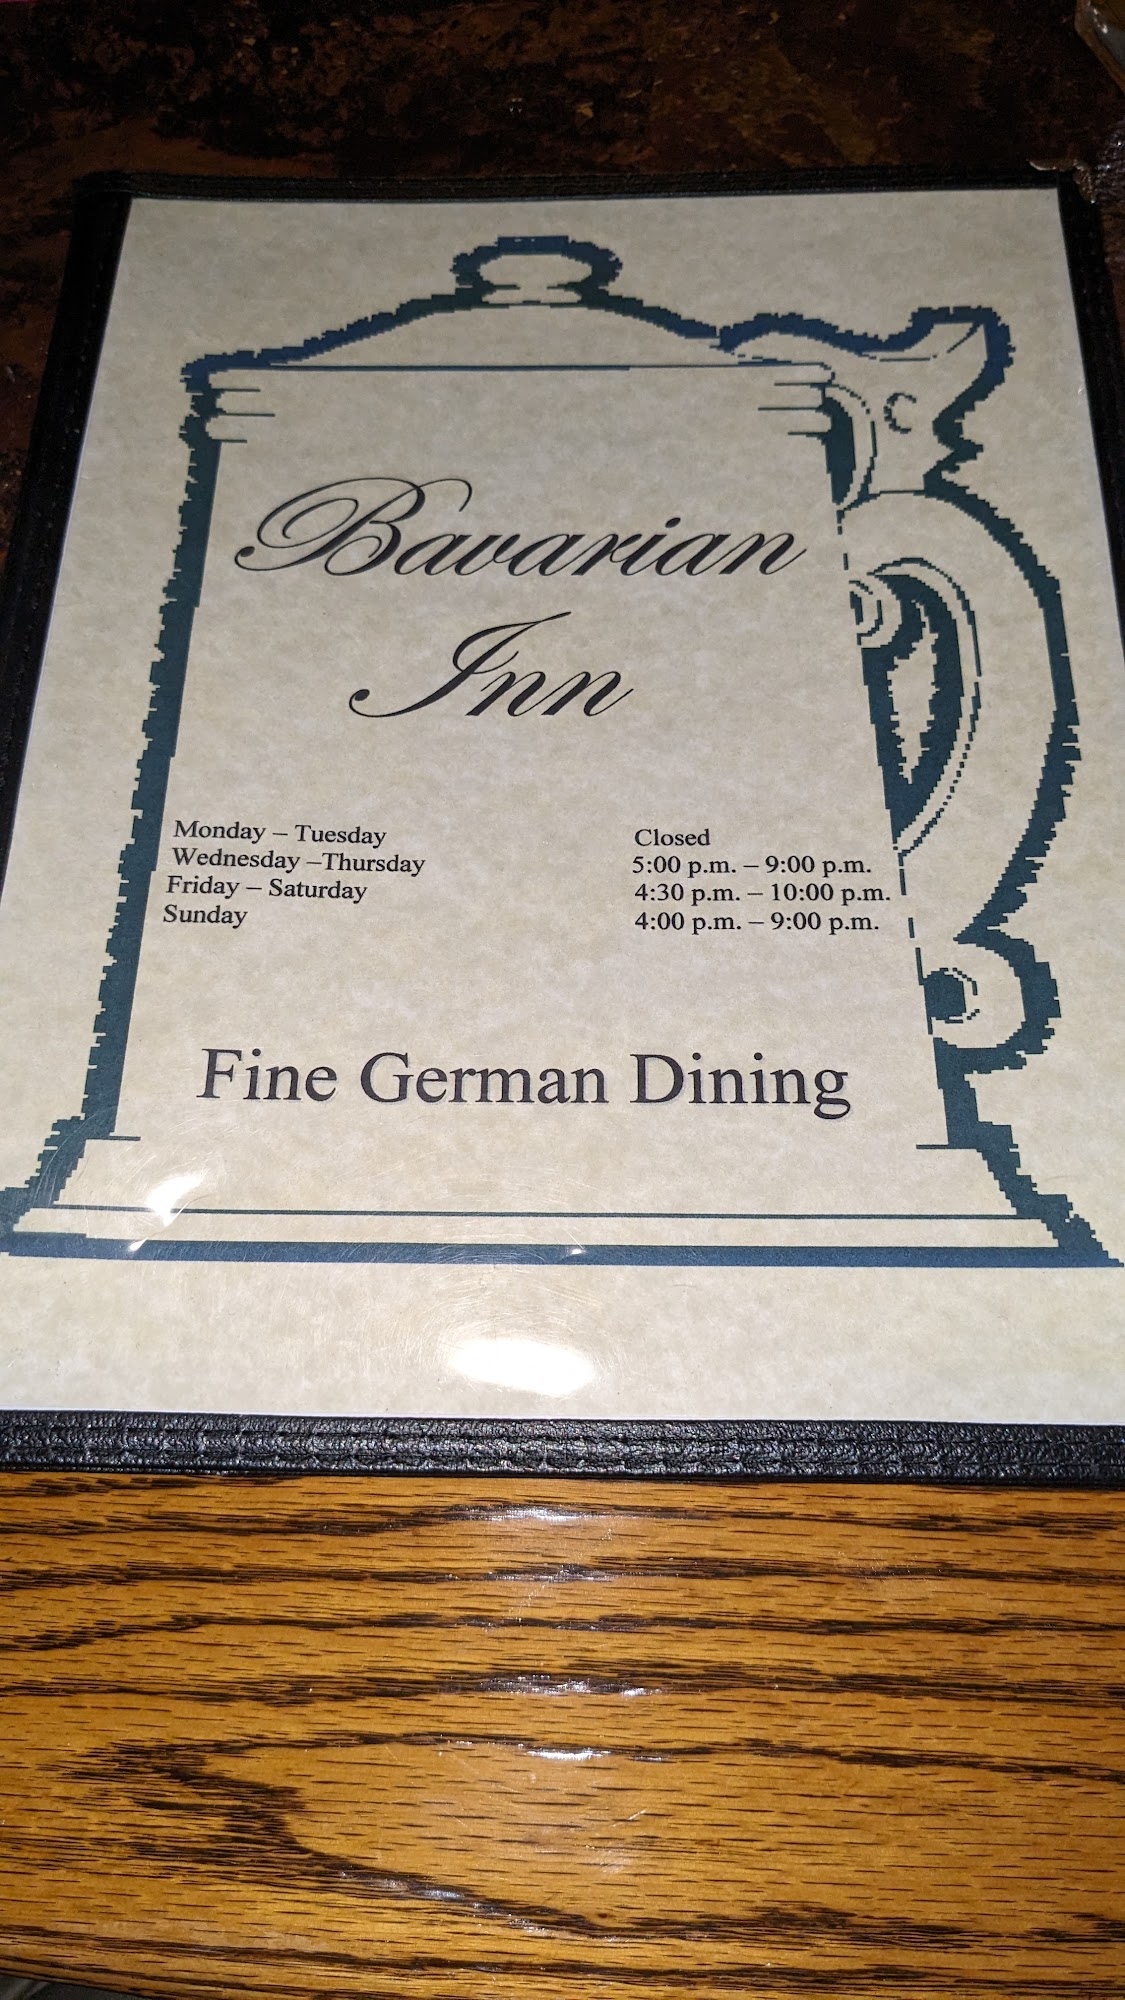 Bavarian
Inn
Monday – Tuesday Closed
Wednesday –Thursday 5:00 p.m. – 9:00 p.m.
Friday – Saturday 4:30 p.m. – 10:00 p.m.
Sunday 4:00 p.m. – 9:00 p.m.
Fine German Dining